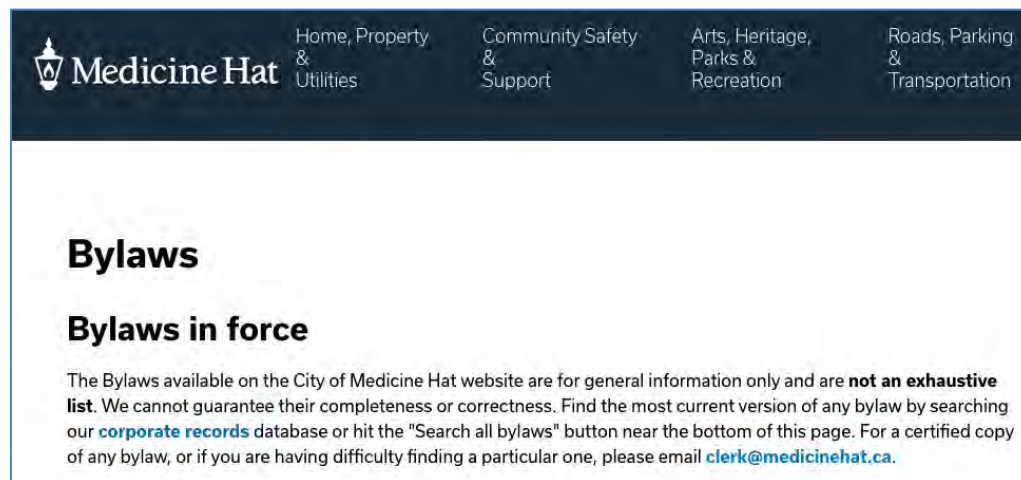 Medicine Hat
Home, Property
&
Utilities
Community Safety
&
Support
Arts, Heritage,
Parks &
Recreation
Roads, Parking
&
Transportation
Bylaws
Bylaws in force
The Bylaws available on the City of Medicine Hat website are for general information only and are not an exhaustive
list. We cannot guarantee their completeness or correctness. Find the most current version of any bylaw by searching
our corporate records database or hit the "Search all bylaws" button near the bottom of this page. For a certified copy
of any bylaw, or if you are having difficulty finding a particular one, please email clerk@medicinehat.ca.